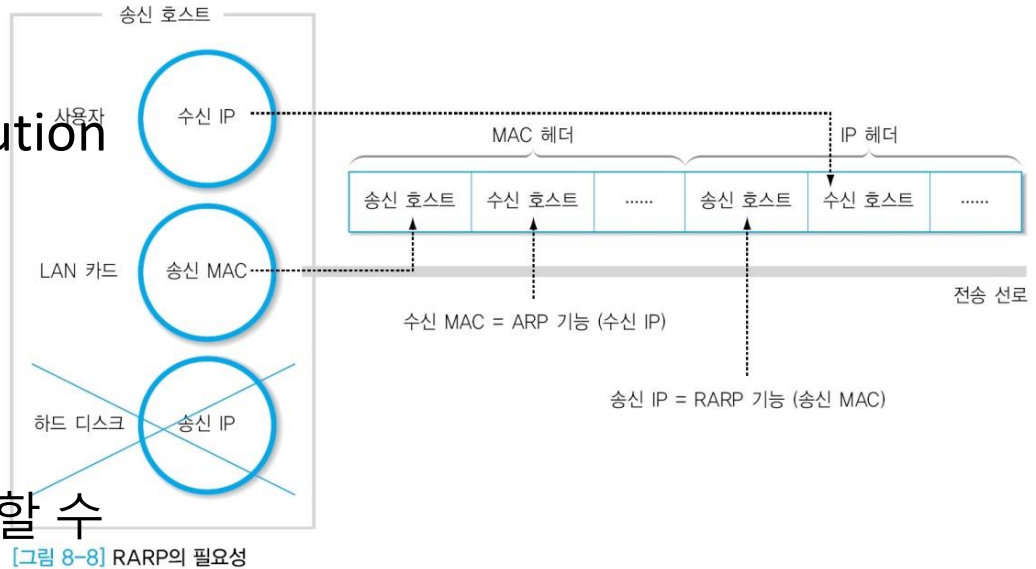 송신 호스트
사용자
ution
수신 IP
MAC 헤더
IP 헤더
송신 호스트 수신 호스트 ...... 송신 호스트 수신 호스트 ......
LAN 카드 송신 MAC
전송 선로
수신 MAC = ARP 기능 (수신 IP)
송신 IP = RARP 기능 (송신 MAC)
하드 디스크 송신 IP
할 수
[그림 8-8] RARP의 필요성